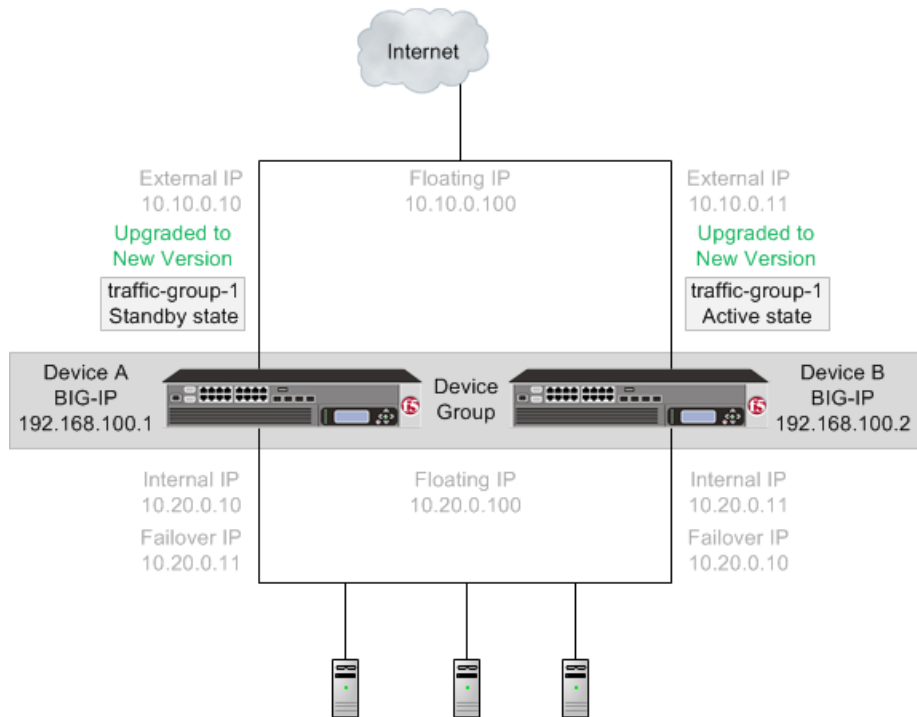 Internet
External IP
10.10.0.10
Floating IP
10.10.0.100
External IP
10.10.0.11
Upgraded to
New Version
Upgraded to
New Version
traffic-group-1
Standby state
traffic-group-1
Active state
Device A
BIG-IP
192.168.100.1
f5
Device
Group
f5
Device B
BIG-IP
192.168.100.2
Internal IP
10.20.0.10
Floating IP
10.20.0.100
Internal IP
10.20.0.11
Failover IP
10.20.0.11
Failover IP
10.20.0.10